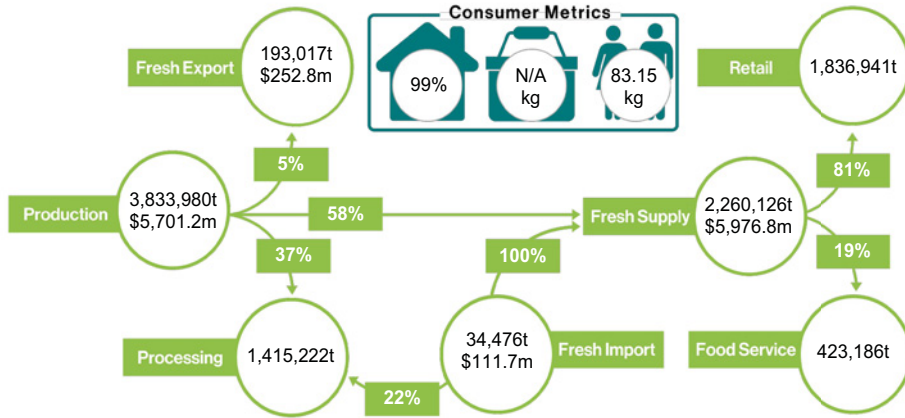 Consumer Metrics
99%
N/A
kg
83.15
kg
Fresh Export
193,017t
$252.8m
Retail
1,836,941t
5%
81%
Production
3,833,980t
$5,701.2m
58%
Fresh Supply
2,260,126t
$5,976.8m
37%
100%
19%
Processing
1,415,222t
34,476t
$111.7m
Fresh Import
Food Service
423,186t
22%